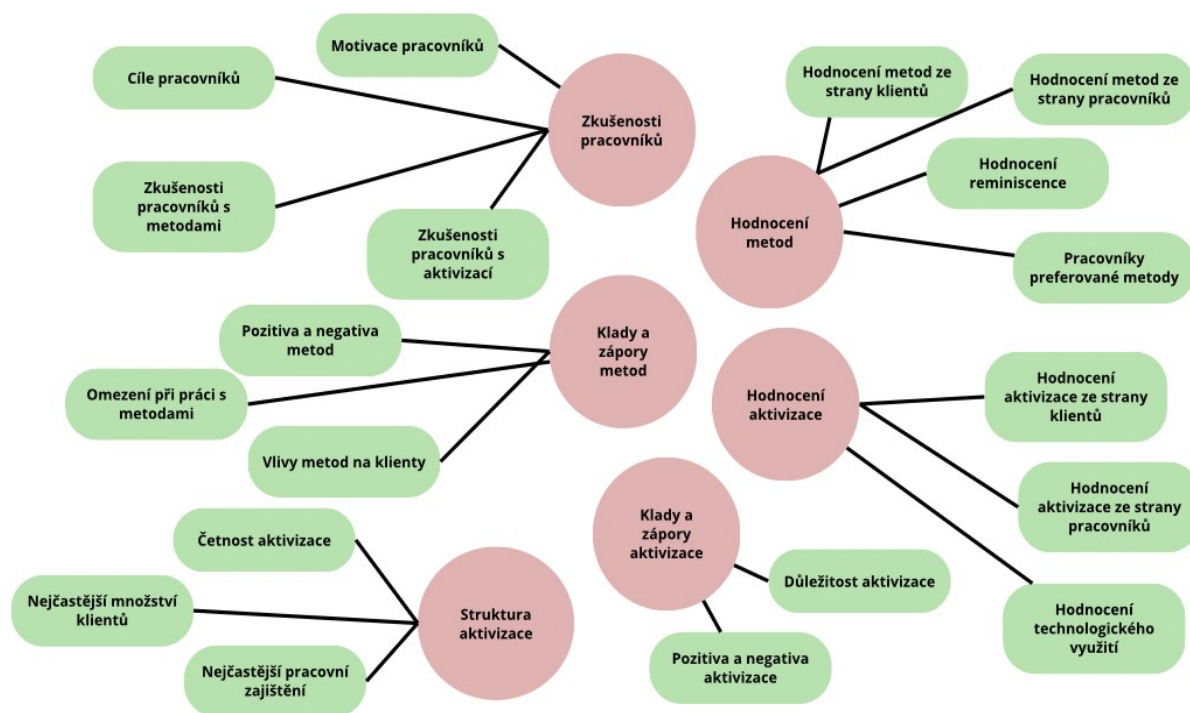 Motivace pracovníků
Cíle pracovníků
Zkušenosti
pracovníků s
metodami
Zkušenosti
pracovníků s
aktivizací
Zkušenosti
pracovníků
Hodnocení metod ze
strany klientů
Hodnocení metod ze
strany pracovníků
Hodnocení
reminiscence
Hodnocení
metod
Pracovníky
preferované metody
Pozitiva a negativa
metod
Omezení při práci s
metodami
Vlivy metod na klienty
Klady a
zápory
metod
Hodnocení
aktivizace
Hodnocení
aktivizace ze strany
klientů
Hodnocení
aktivizace ze strany
pracovníků
Hodnocení
technologického
využití
Klady a
zápory
aktivizace
Důležitost aktivizace
Pozitiva a negativa
aktivizace
Četnost aktivizace
Nejčastější množství
klientů
Nejčastější pracovní
zajištění
Struktura
aktivizace